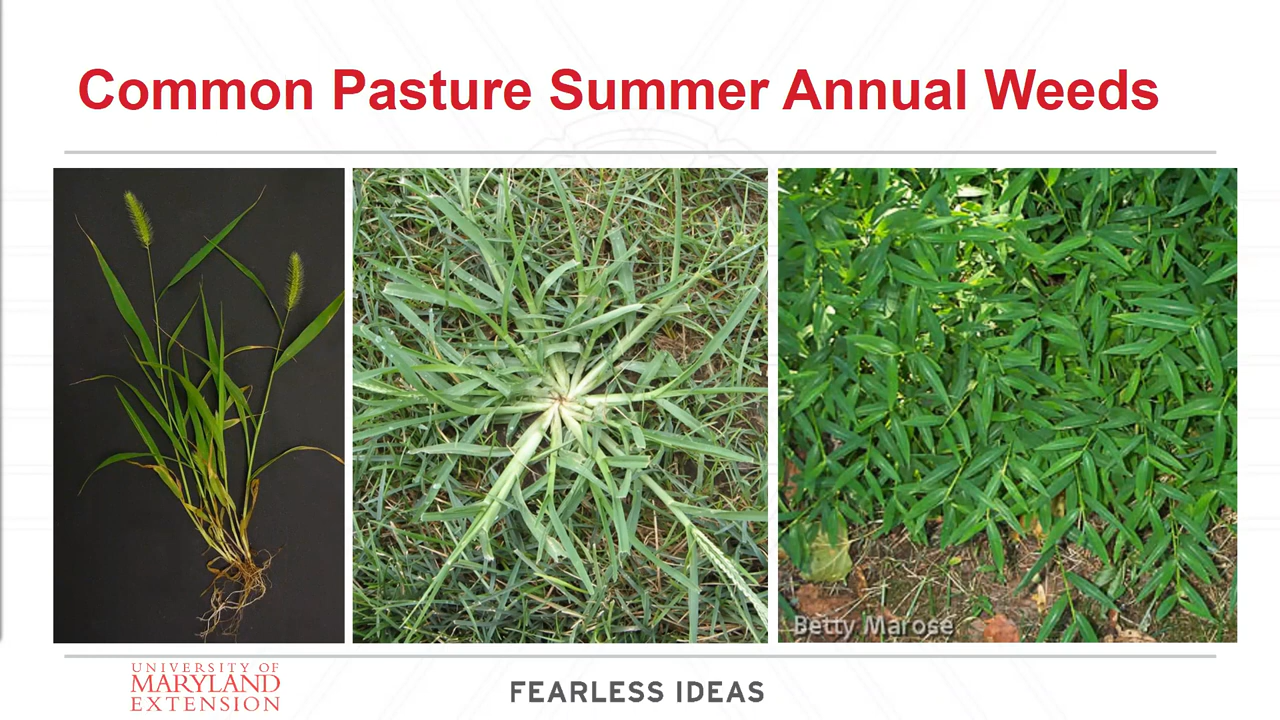 Common Pasture Summer Annual Weeds
Betty Marose
UNIVERSITY OF
MARYLAND
EXTENSION
FEARLESS IDEAS